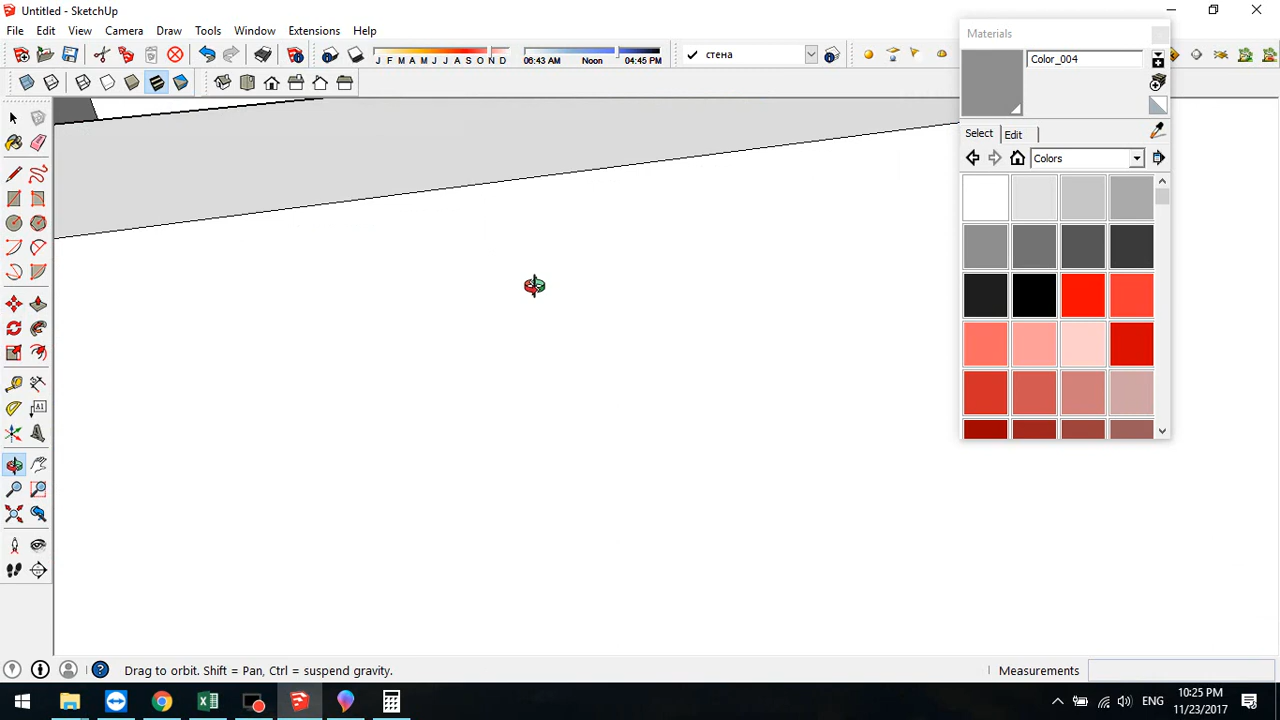 Untitled - SketchUp
File Edit View Camera Draw Tools Window Extensions Help
J F M A M J J A S O N D
06:43 AM Noon 04:45 PM
стена
Materials
Color_004
Select Edit
Colors
A1
Drag to orbit. Shift = Pan, Ctrl = suspend gravity.
Measurements
ENG
10:25 PM
11/23/2017